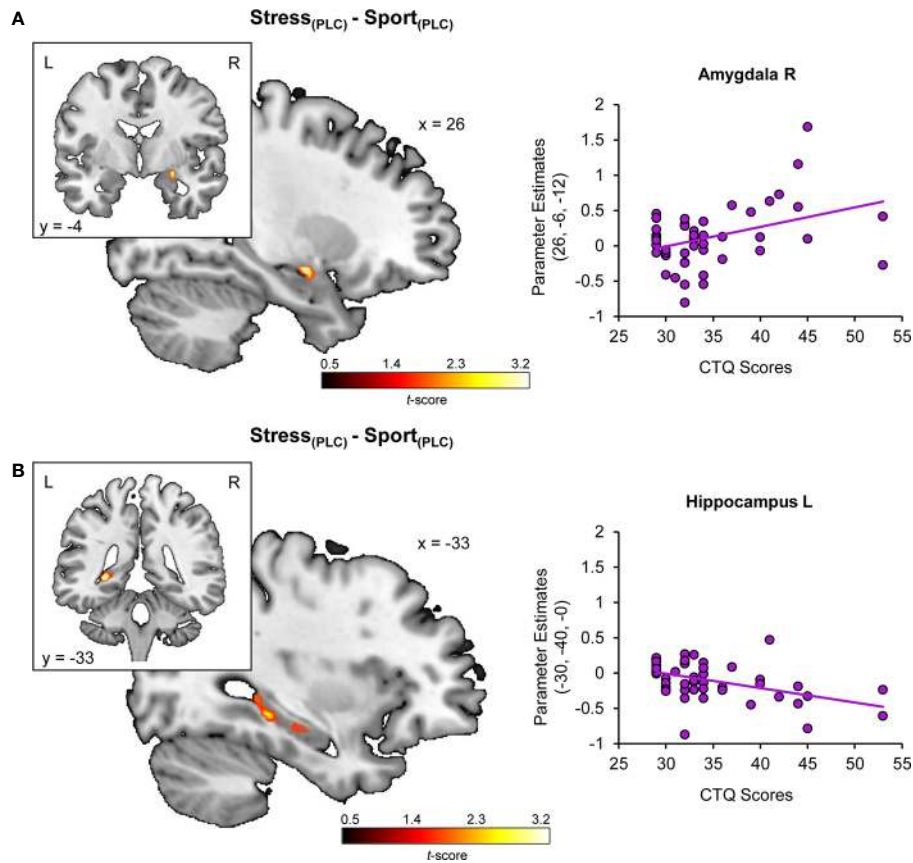 A
Stress(PLC) - Sport(PLC)
L
R
y = -4
x = 26
0.5 1.4 2.3 3.2
t-score
Amygdala R
Parameter Estimates
(26, -6, -12)
2
1.5
1
0.5
0
-0.5
-1
25 30 35 40 45 50 55
CTQ Scores
B
Stress(PLC) - Sport(PLC)
L
R
y = -33
x = -33
0.5 1.4 2.3 3.2
t-score
Hippocampus L
Parameter Estimates
(-30, -40, -0)
2
1.5
1
0.5
0
-0.5
-1
25 30 35 40 45 50 55
CTQ Scores